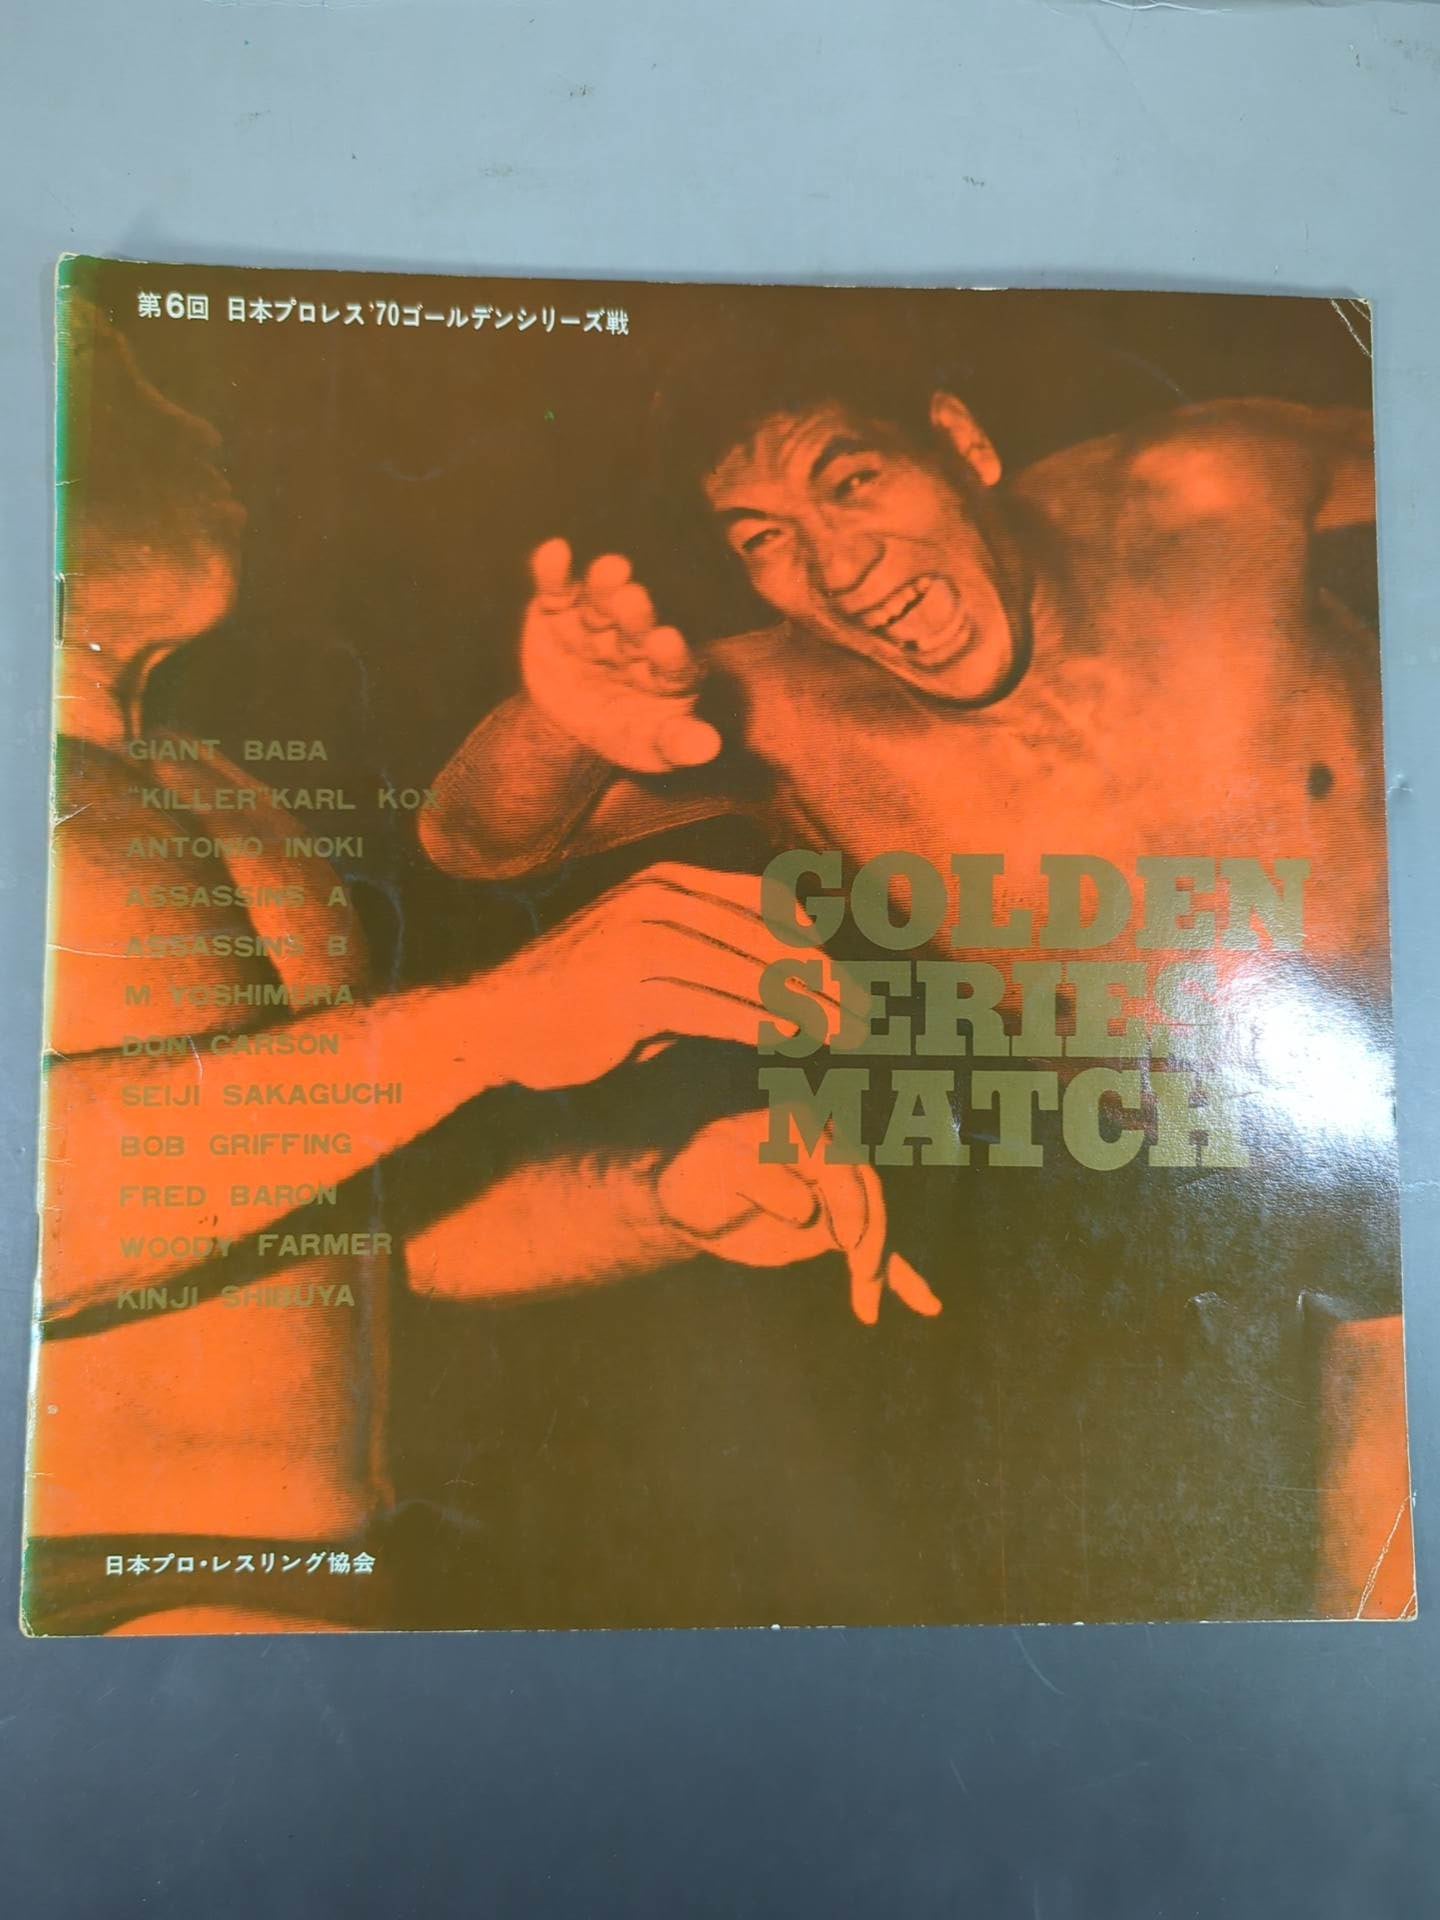 第6回 日本プロレス '70ゴールデンシリーズ戦
GIANT BABA
"KILLER" KARL KOX
ANTONIO INOKI
ASSASSINS A
ASSASSINS B
M. YOSHIMURA
DON CARSON
SEIJI SAKAGUCHI
BOB GRIFFING
FRED BARON
WOODY FARMER
KINJI SHIBUYA
GOLDEN
SERIES
MATCH
日本プロ・レスリング協会